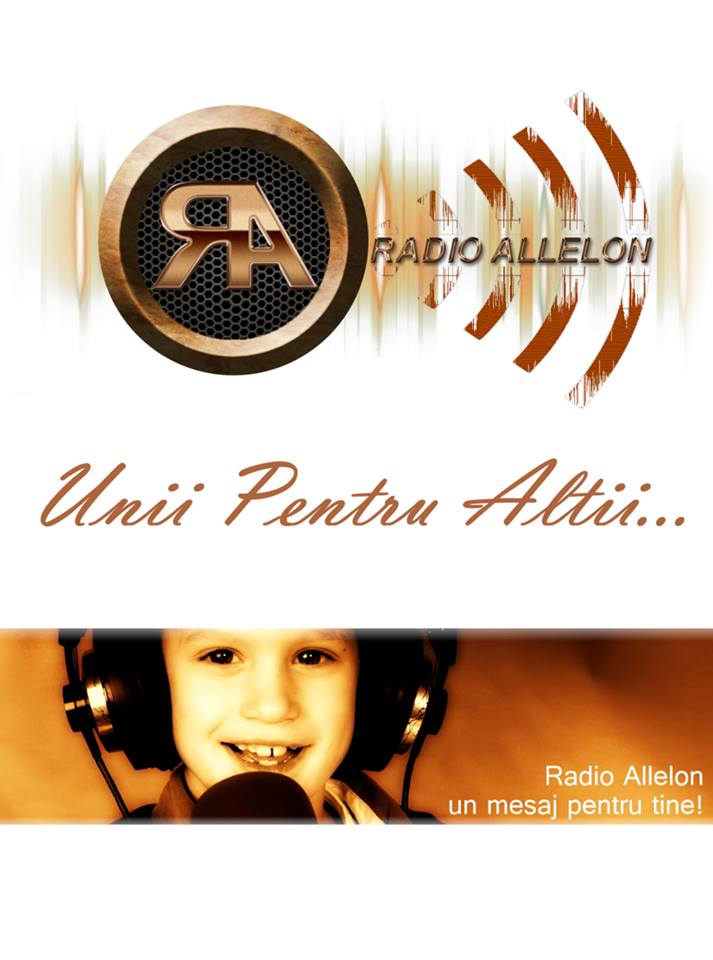 RA
RADIO ALLELON
Unii Pentru Altii...
Radio Allelon
un mesaj pentru tine!